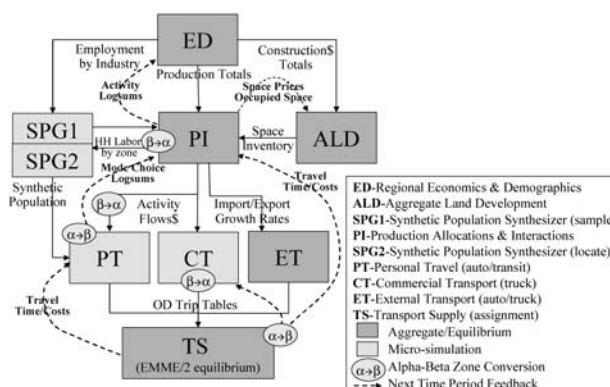 ED
Employment
by Industry
Construction$
Totals
Production Totals
Activity
Logsums
Space Prices
Occupied Space
SPG1
SPG2
HH Labor
by zone
β→α
PI
Space
Inventory
ALD
Mode Choice
Logsums
Travel
Time/Costs
Synthetic
Population
β→α
Activity
Flows$
Import/Export
Growth Rates
α→β
PT
CT
β→α
ET
Travel
Time/Costs
OD Trip Tables
TS
(EMME/2 equilibrium)
α→β
ED-Regional Economics & Demographics
ALD-Aggregate Land Development
SPG1-Synthetic Population Synthesizer (sample
PI-Production Allocations & Interactions
SPG2-Synthetic Population Synthesizer (locate)
PT-Personal Travel (auto/transit)
CT-Commercial Transport (truck)
ET-External Transport (auto/truck)
TS-Transport Supply (assignment)
Aggregate/Equilibrium
Micro-simulation
α→β Alpha-Beta Zone Conversion
Next Time Period Feedback